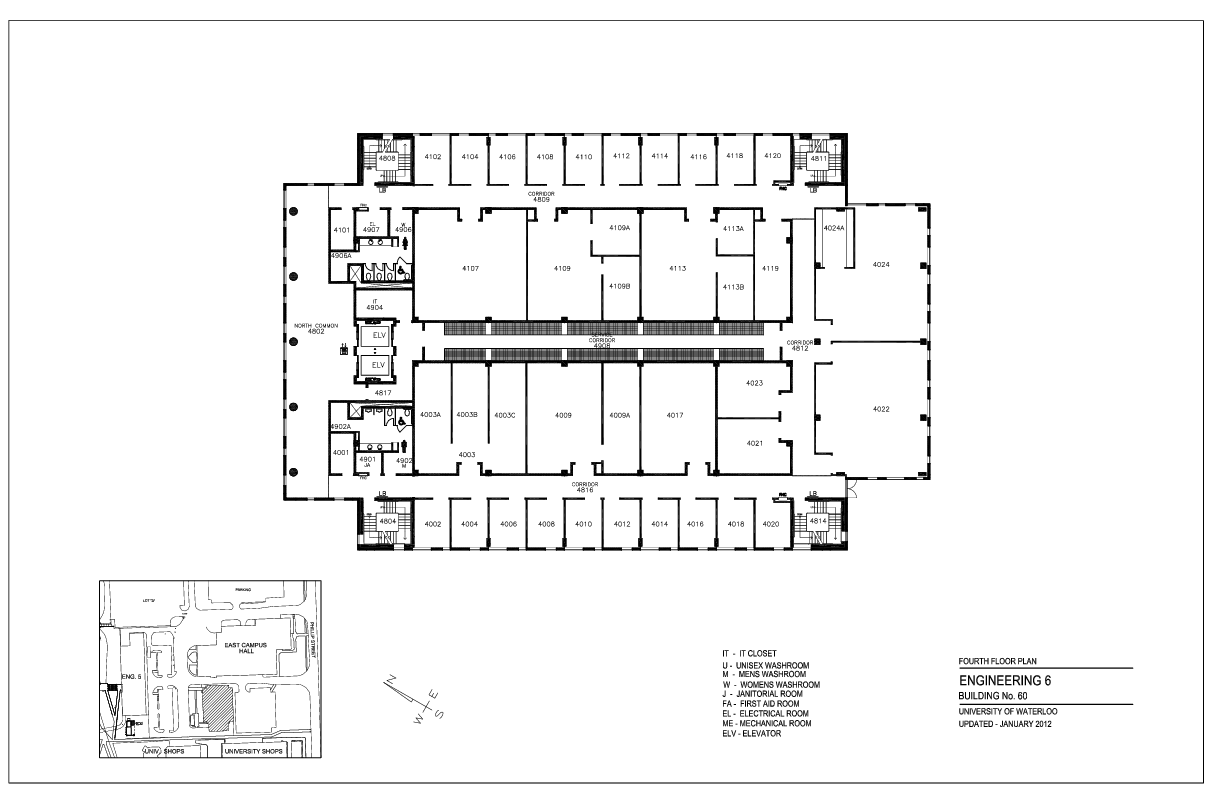 4808
4102
4104
4106
4108
4110
4112
4114
4116
4118
4120
4811
LB
FHC
LB
CORRIDOR
4809
4101
EL
4907
W
4906
4906A
4107
4109
4109A
4109B
4113
4113A
4113B
4119
4024A
4024
IT
4904
NORTH COMMON
4802
ELV
ELV
SERVICE
CORRIDOR
4908
CORRIDOR
4812
4817
4902A
4001
4901
JA
4902
M
4003A
4003B
4003C
4003
4009
4009A
4017
4023
4021
4022
CORRIDOR
4816
LB
FHC
LB
4804
4002
4004
4006
4008
4010
4012
4014
4016
4018
4020
4814
PARKING
EAST CAMPUS
HALL
PHILLIP STREET
ENG. 5
UNIV. SHOPS
UNIVERSITY SHOPS
N
E
W
S
IT - IT CLOSET
U - UNISEX WASHROOM
M - MENS WASHROOM
W - WOMENS WASHROOM
J - JANITORIAL ROOM
FA - FIRST AID ROOM
EL - ELECTRICAL ROOM
ME - MECHANICAL ROOM
ELV - ELEVATOR
FOURTH FLOOR PLAN
ENGINEERING 6
BUILDING No. 60
UNIVERSITY OF WATERLOO
UPDATED - JANUARY 2012